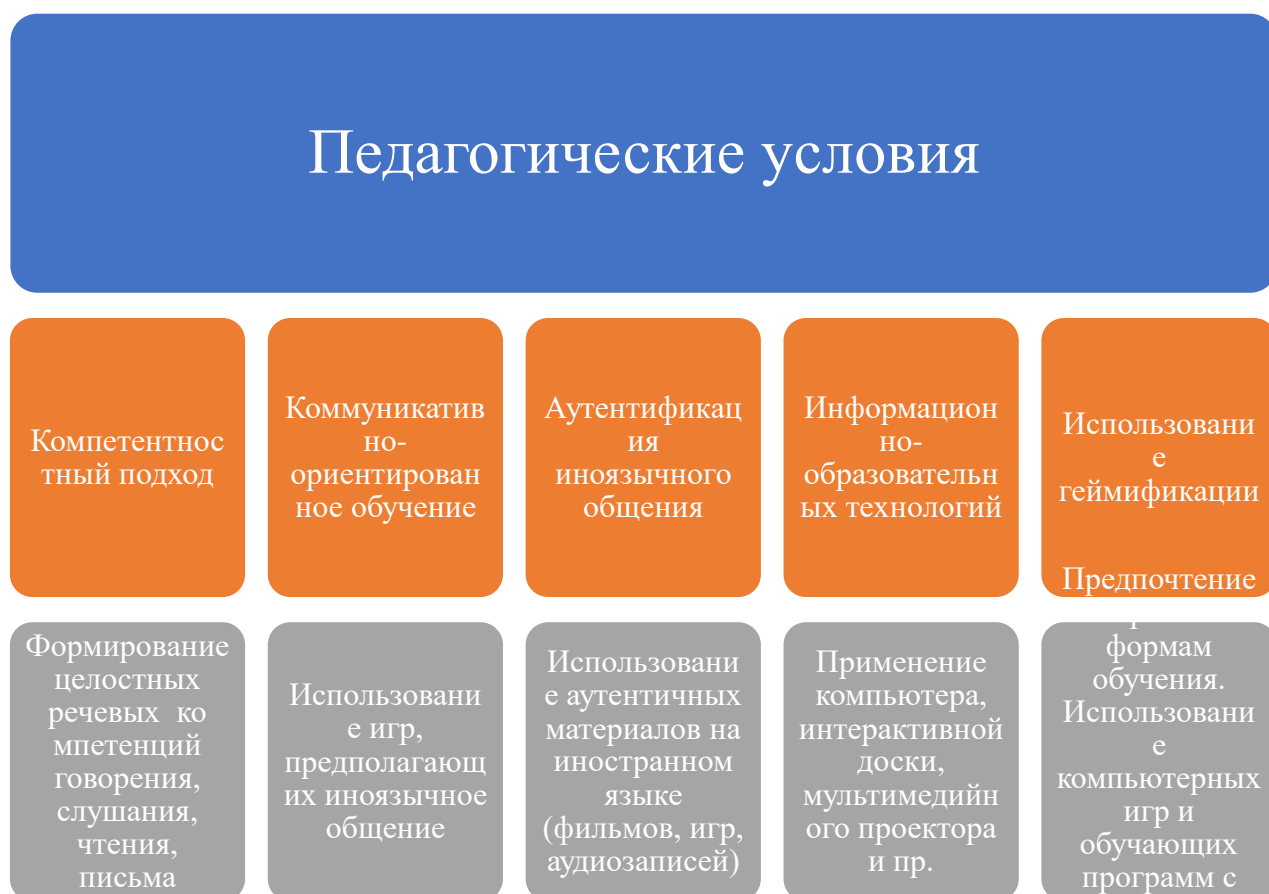 Педагогические условия
Компетентнос
тный подход
Коммуникатив
но-
ориентирован
ное обучение
Аутентификац
ия
иноязычного
общения
Информацион
но-
образовательн
ых технологий
Использовани
е
геймификации
Формирование
целостных
речевых ко
мпетенций
говорения,
слушания,
чтения,
письма
Использовани
е игр,
предполагающ
их иноязычное
общение
Использовани
е аутентичных
материалов на
иностранном
языке
(фильмов, игр,
аудиозаписей)
Применение
компьютера,
интерактивной
доски,
мультимедийн
ого проектора
и пр.
Предпочтение
формам
обучения.
Использовани
е
компьютерных
игр и
обучающих
программ с